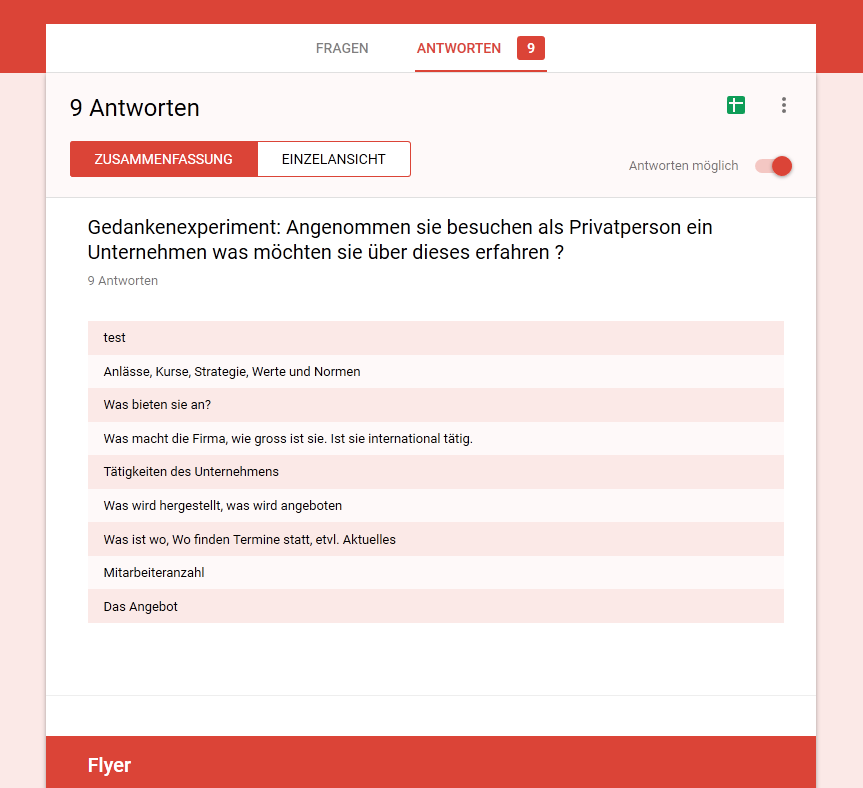 FRAGEN ANTWORTEN 9
9 Antworten
ZUSAMMENFASSUNG EINZELANSICHT
Antworten möglich
Gedankenexperiment: Angenommen sie besuchen als Privatperson ein
Unternehmen was möchten sie über dieses erfahren ?
9 Antworten
test
Anlässe, Kurse, Strategie, Werte und Normen
Was bieten sie an?
Was macht die Firma, wie gross ist sie. Ist sie international tätig.
Tätigkeiten des Unternehmens
Was wird hergestellt, was wird angeboten
Was ist wo, Wo finden Termine statt, etvl. Aktuelles
Mitarbeiteranzahl
Das Angebot
Flyer